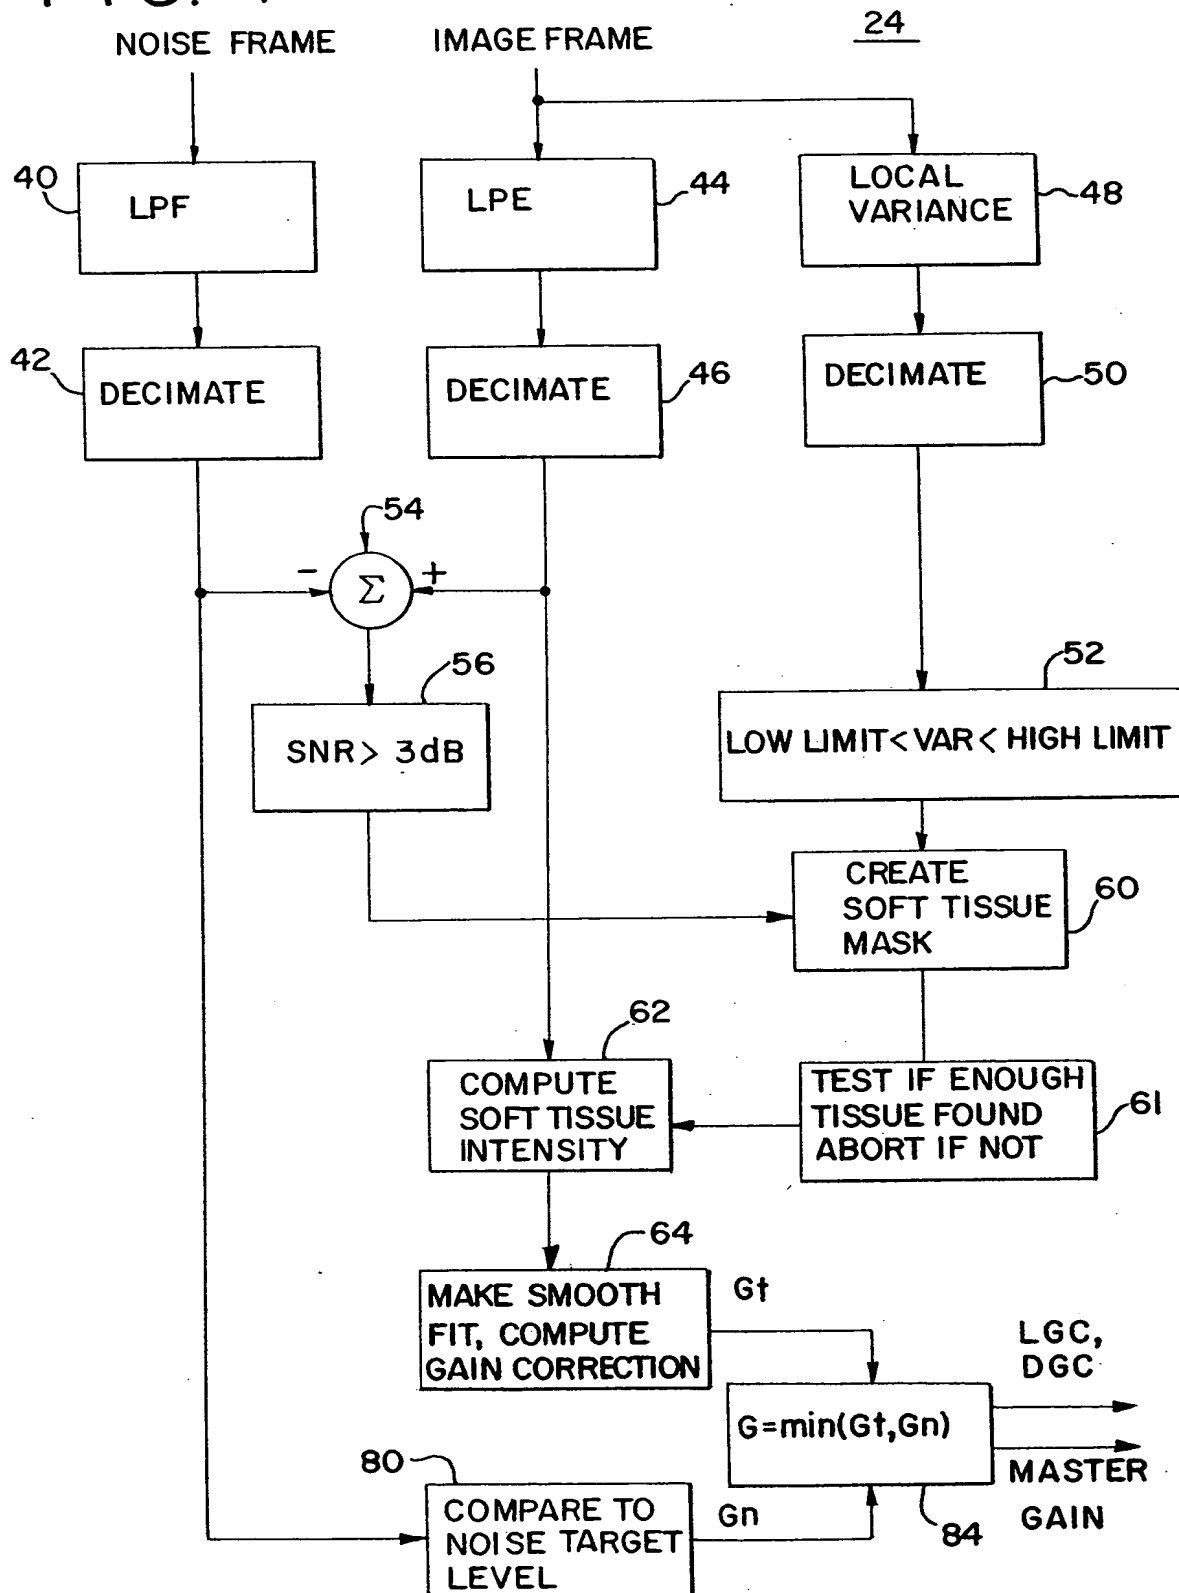 NOISE FRAME
IMAGE FRAME
24
40
LPF
LPE
44
LOCAL
VARIANCE
48
42
DECIMATE
DECIMATE
46
DECIMATE
50
54
-
Σ
+
56
SNR > 3dB
52
LOW LIMIT < VAR < HIGH LIMIT
CREATE
SOFT TISSUE
MASK
60
62
COMPUTE
SOFT TISSUE
INTENSITY
TEST IF ENOUGH
TISSUE FOUND
ABORT IF NOT
61
64
MAKE SMOOTH
FIT, COMPUTE
GAIN CORRECTION
Gt
LGC,
DGC
G=min(Gt,Gn)
MASTER
GAIN
84
80
COMPARE TO
NOISE TARGET
LEVEL
Gn